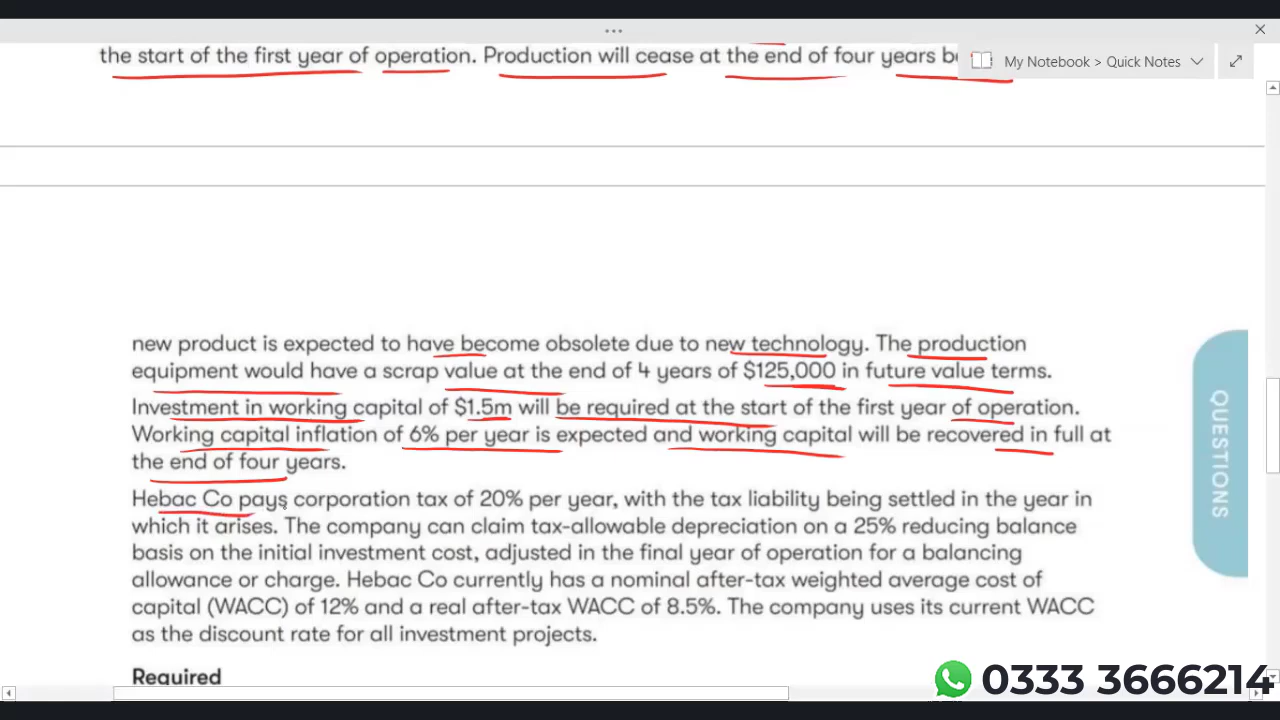 the start of the first year of operation. Production will cease at the end of four years b
My Notebook > Quick Notes
new product is expected to have become obsolete due to new technology. The production
equipment would have a scrap value at the end of 4 years of $125,000 in future value terms.
Investment in working capital of $1.5m will be required at the start of the first year of operation.
Working capital inflation of 6% per year is expected and working capital will be recovered in full at
the end of four years.
Hebac Co pays corporation tax of 20% per year, with the tax liability being settled in the year in
which it arises. The company can claim tax-allowable depreciation on a 25% reducing balance
basis on the initial investment cost, adjusted in the final year of operation for a balancing
allowance or charge. Hebac Co currently has a nominal after-tax weighted average cost of
capital (WACC) of 12% and a real after-tax WACC of 8.5%. The company uses its current WACC
as the discount rate for all investment projects.
Required
QUESTIONS
0333 3666214